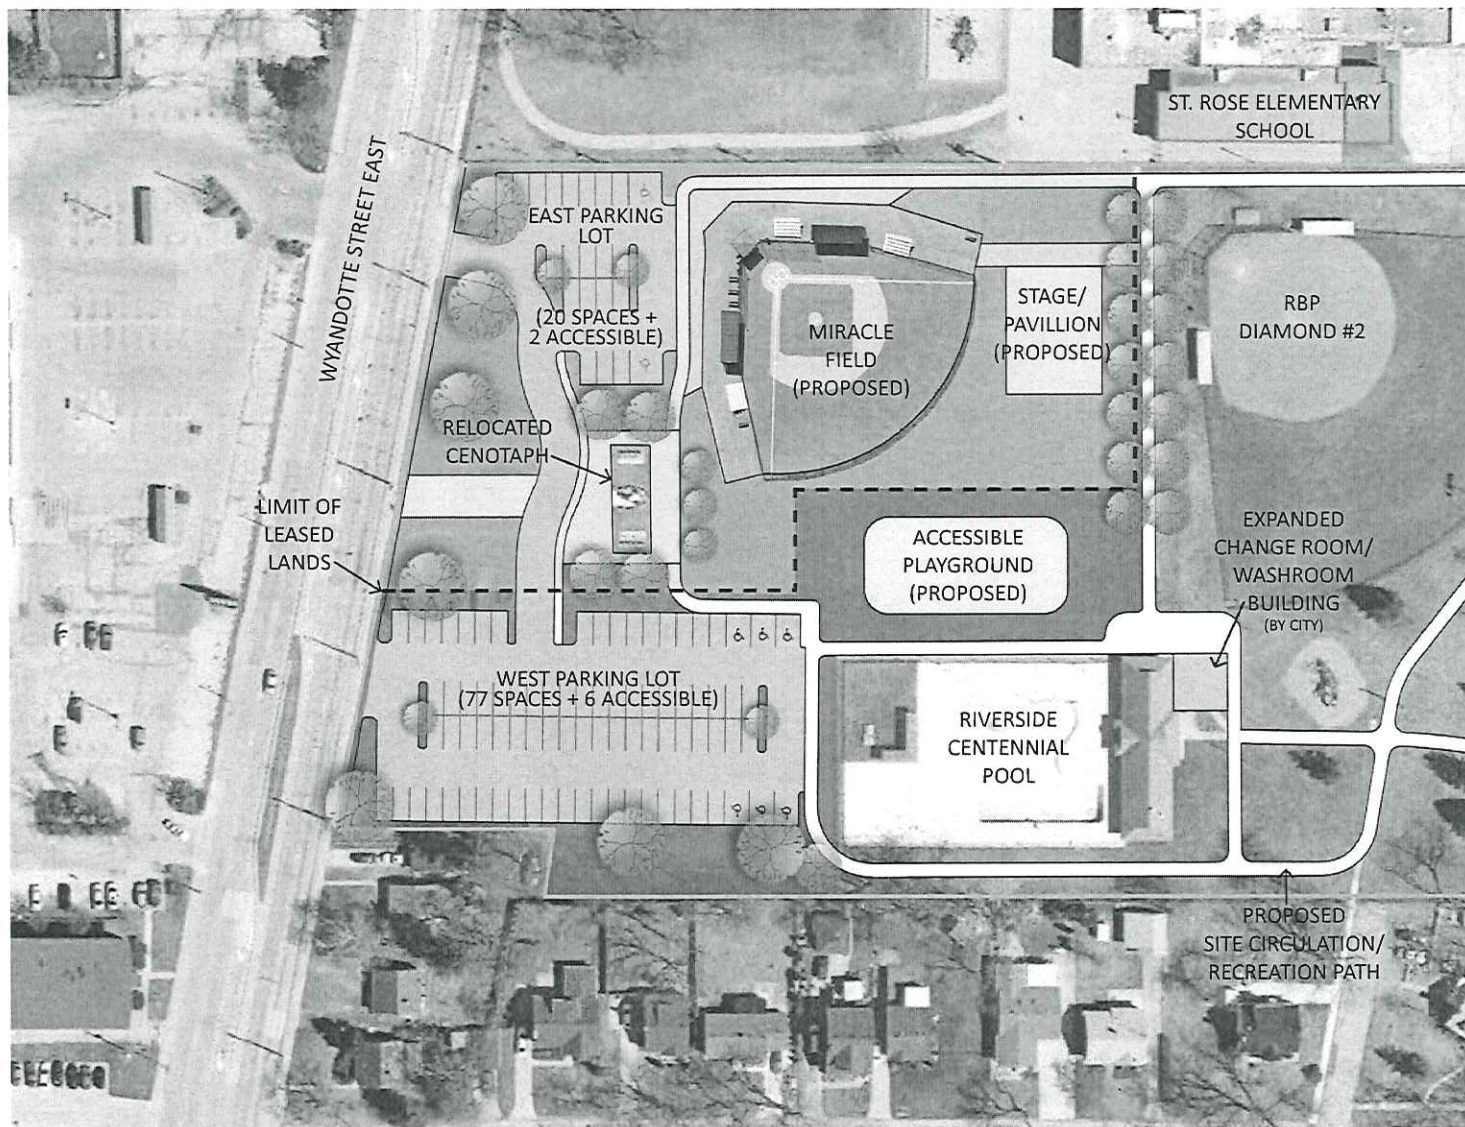 ST. ROSE ELEMENTARY
SCHOOL
WYANDOTTE STREET EAST
EAST PARKING
LOT
(20 SPACES +
2 ACCESSIBLE)
STAGE/
PAVILLION
(PROPOSED)
RBP
DIAMOND #2
MIRACLE
FIELD
(PROPOSED)
RELOCATED
CENOTAPH
LIMIT OF
LEASED
LANDS
ACCESSIBLE
PLAYGROUND
(PROPOSED)
EXPANDED
CHANGE ROOM/
WASHROOM
BUILDING
(BY CITY)
WEST PARKING LOT
(77 SPACES + 6 ACCESSIBLE)
RIVERSIDE
CENTENNIAL
POOL
PROPOSED
SITE CIRCULATION/
RECREATION PATH